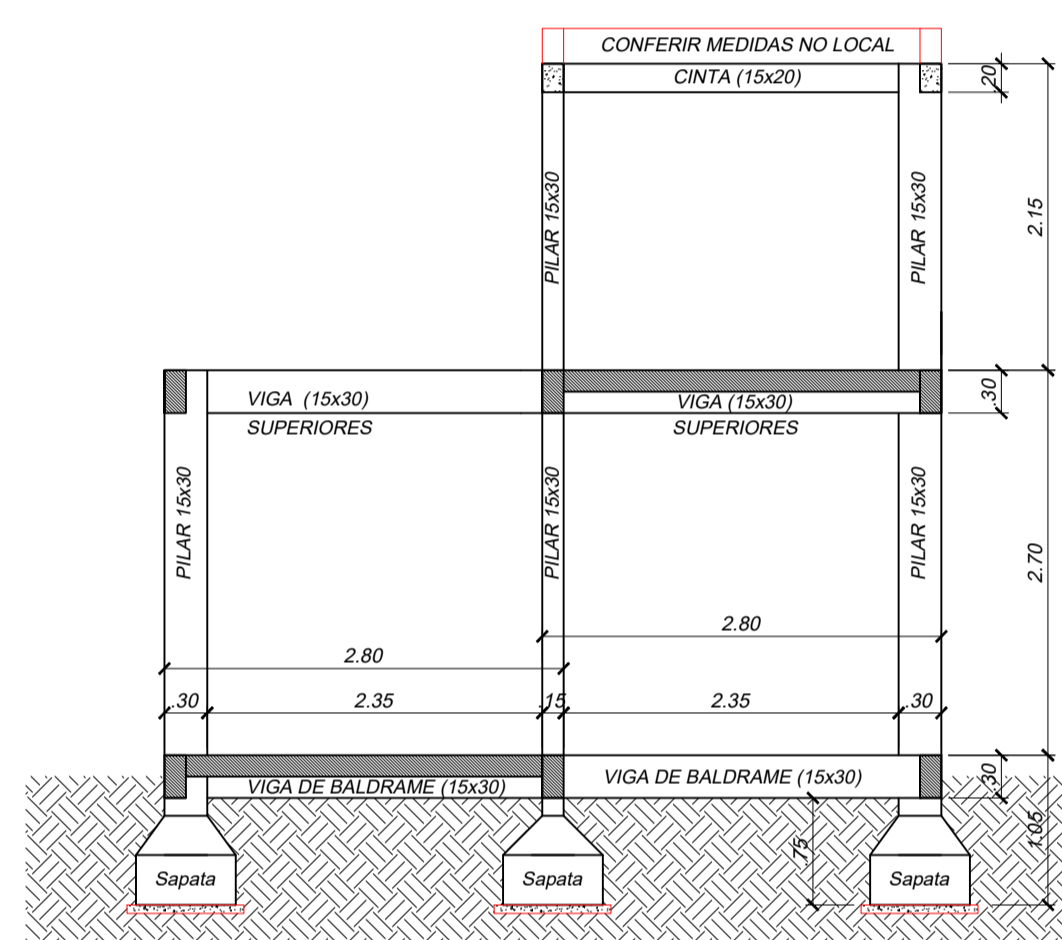 CONFERIR MEDIDAS NO LOCAL
CINTA (15x20)
.20
PILAR 15x30
PILAR 15x30
2.15
VIGA (15x30)
SUPERIORES
VIGA (15x30)
SUPERIORES
.30
PILAR 15x30
PILAR 15x30
PILAR 15x30
2.70
2.80
2.80
.30
2.35
.15
2.35
.30
VIGA DE BALDRAME (15x30)
VIGA DE BALDRAME (15x30)
.30
.75
1.05
Sapata
Sapata
Sapata